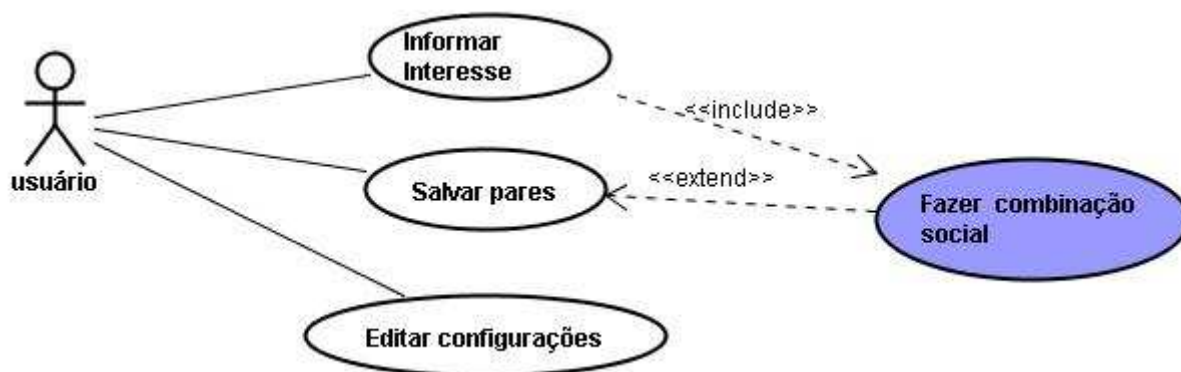 Informar
Interesse
<<include>>
usuário
Salvar pares
<<extend>>
Fazer combinação
social
Editar configurações